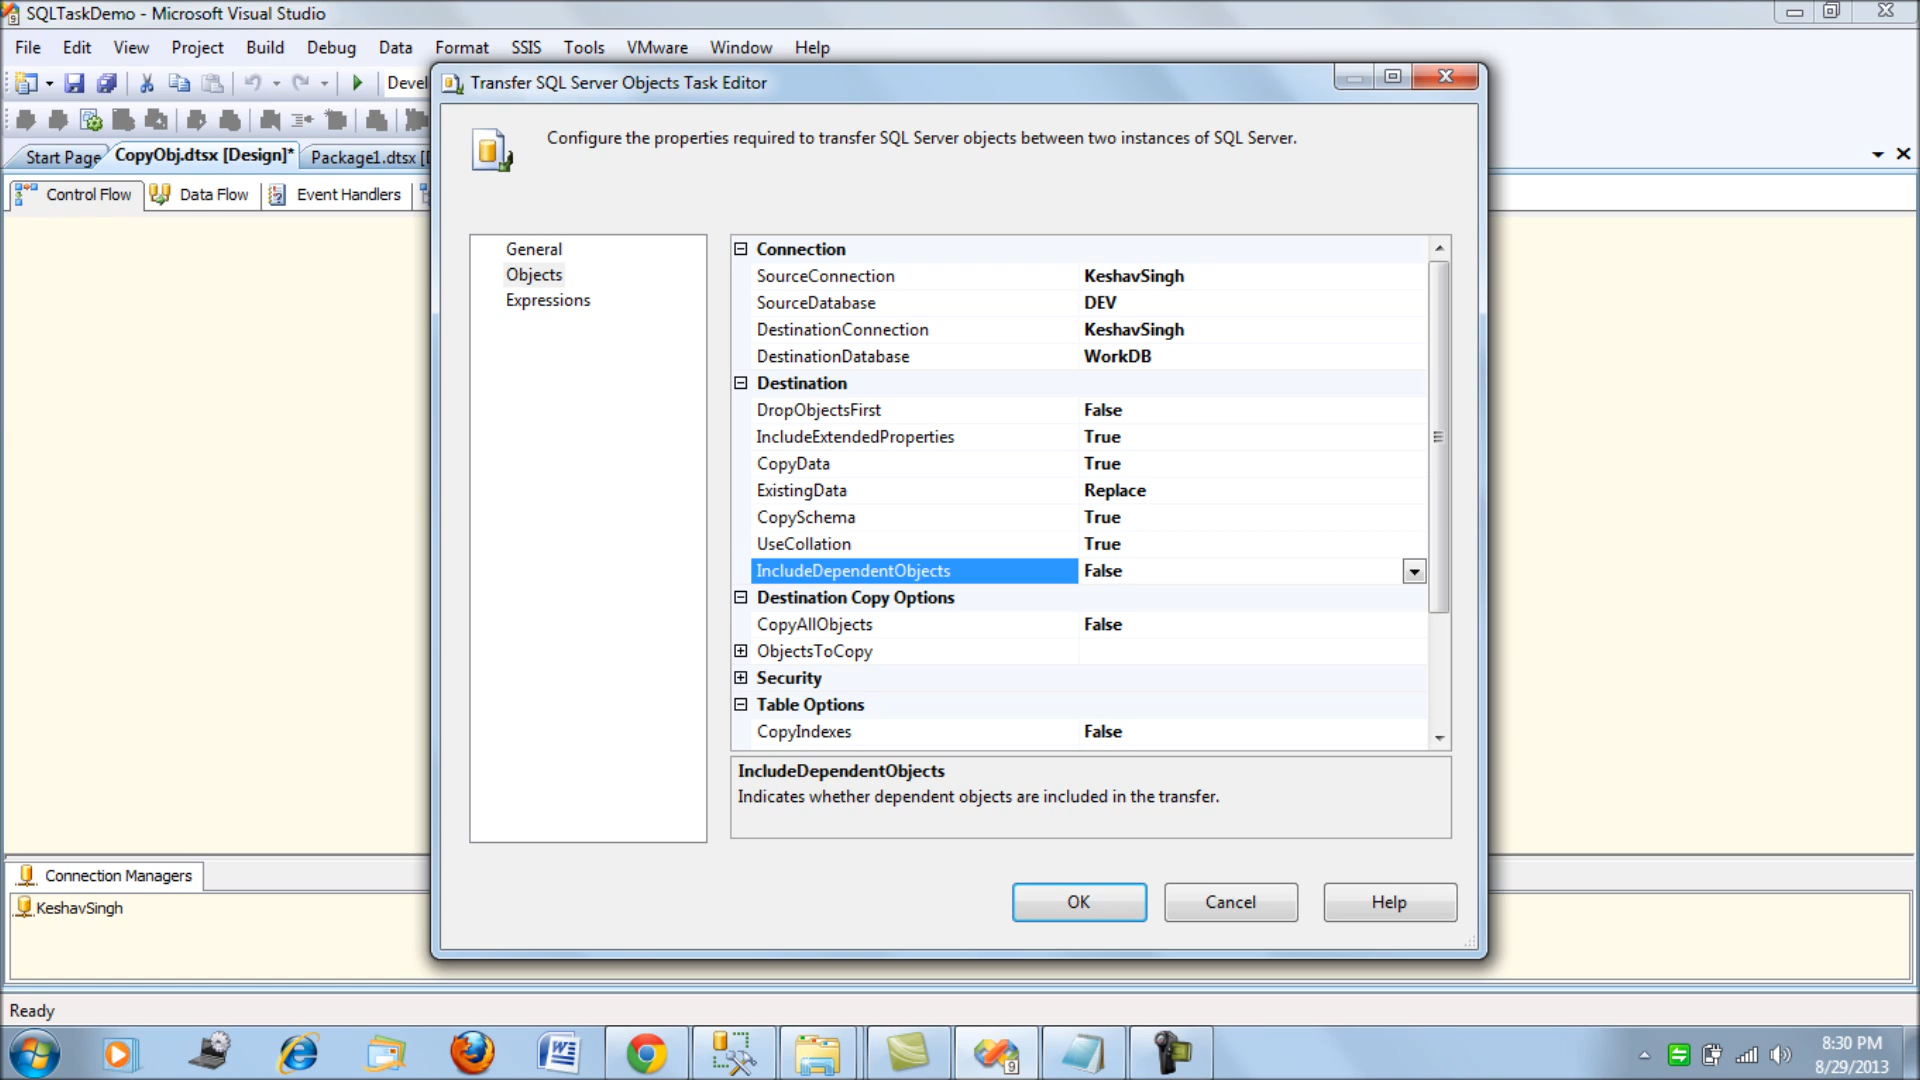 SQLTaskDemo - Microsoft Visual Studio
File Edit View Project Build Debug Data Format SSIS Tools VMware Window Help
Devel
Start Page CopyObj.dtsx [Design]* Package1.dtsx [D
Control Flow Data Flow Event Handlers
Transfer SQL Server Objects Task Editor
Configure the properties required to transfer SQL Server objects between two instances of SQL Server.
General
Objects
Expressions
Connection
SourceConnection KeshavSingh
SourceDatabase DEV
DestinationConnection KeshavSingh
DestinationDatabase WorkDB
Destination
DropObjectsFirst False
IncludeExtendedProperties True
CopyData True
ExistingData Replace
CopySchema True
UseCollation True
IncludeDependentObjects False
Destination Copy Options
CopyAllObjects False
ObjectsToCopy
Security
Table Options
CopyIndexes False
IncludeDependentObjects
Indicates whether dependent objects are included in the transfer.
OK Cancel Help
Connection Managers
KeshavSingh
Ready
8:30 PM
8/29/2013